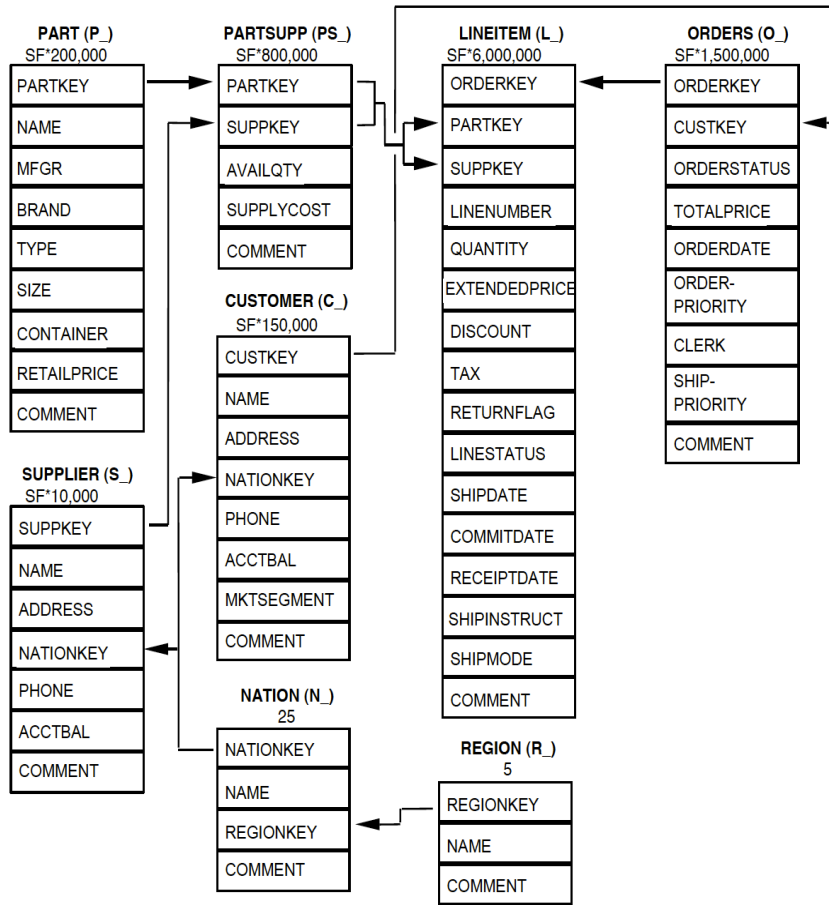 PART (P_)
SF*200,000
PARTKEY
NAME
MFGR
BRAND
TYPE
SIZE
CONTAINER
RETAILPRICE
COMMENT
SUPPLIER (S_)
SF*10,000
SUPPKEY
NAME
ADDRESS
NATIONKEY
PHONE
ACCTBAL
COMMENT
PARTSUPP (PS_)
SF*800,000
PARTKEY
SUPPKEY
AVAILQTY
SUPPLYCOST
COMMENT
CUSTOMER (C_)
SF*150,000
CUSTKEY
NAME
ADDRESS
NATIONKEY
PHONE
ACCTBAL
MKTSEGMENT
COMMENT
NATION (N_)
25
NATIONKEY
NAME
REGIONKEY
COMMENT
LINEITEM (L_)
SF*6,000,000
ORDERKEY
PARTKEY
SUPPKEY
LINENUMBER
QUANTITY
EXTENDEDPRICE
DISCOUNT
TAX
RETURNFLAG
LINESTATUS
SHIPDATE
COMMITDATE
RECEIPTDATE
SHIPINSTRUCT
SHIPMODE
COMMENT
REGION (R_)
5
REGIONKEY
NAME
COMMENT
ORDERS (O_)
SF*1,500,000
ORDERKEY
CUSTKEY
ORDERSTATUS
TOTALPRICE
ORDERDATE
ORDER-
PRIORITY
CLERK
SHIP-
PRIORITY
COMMENT